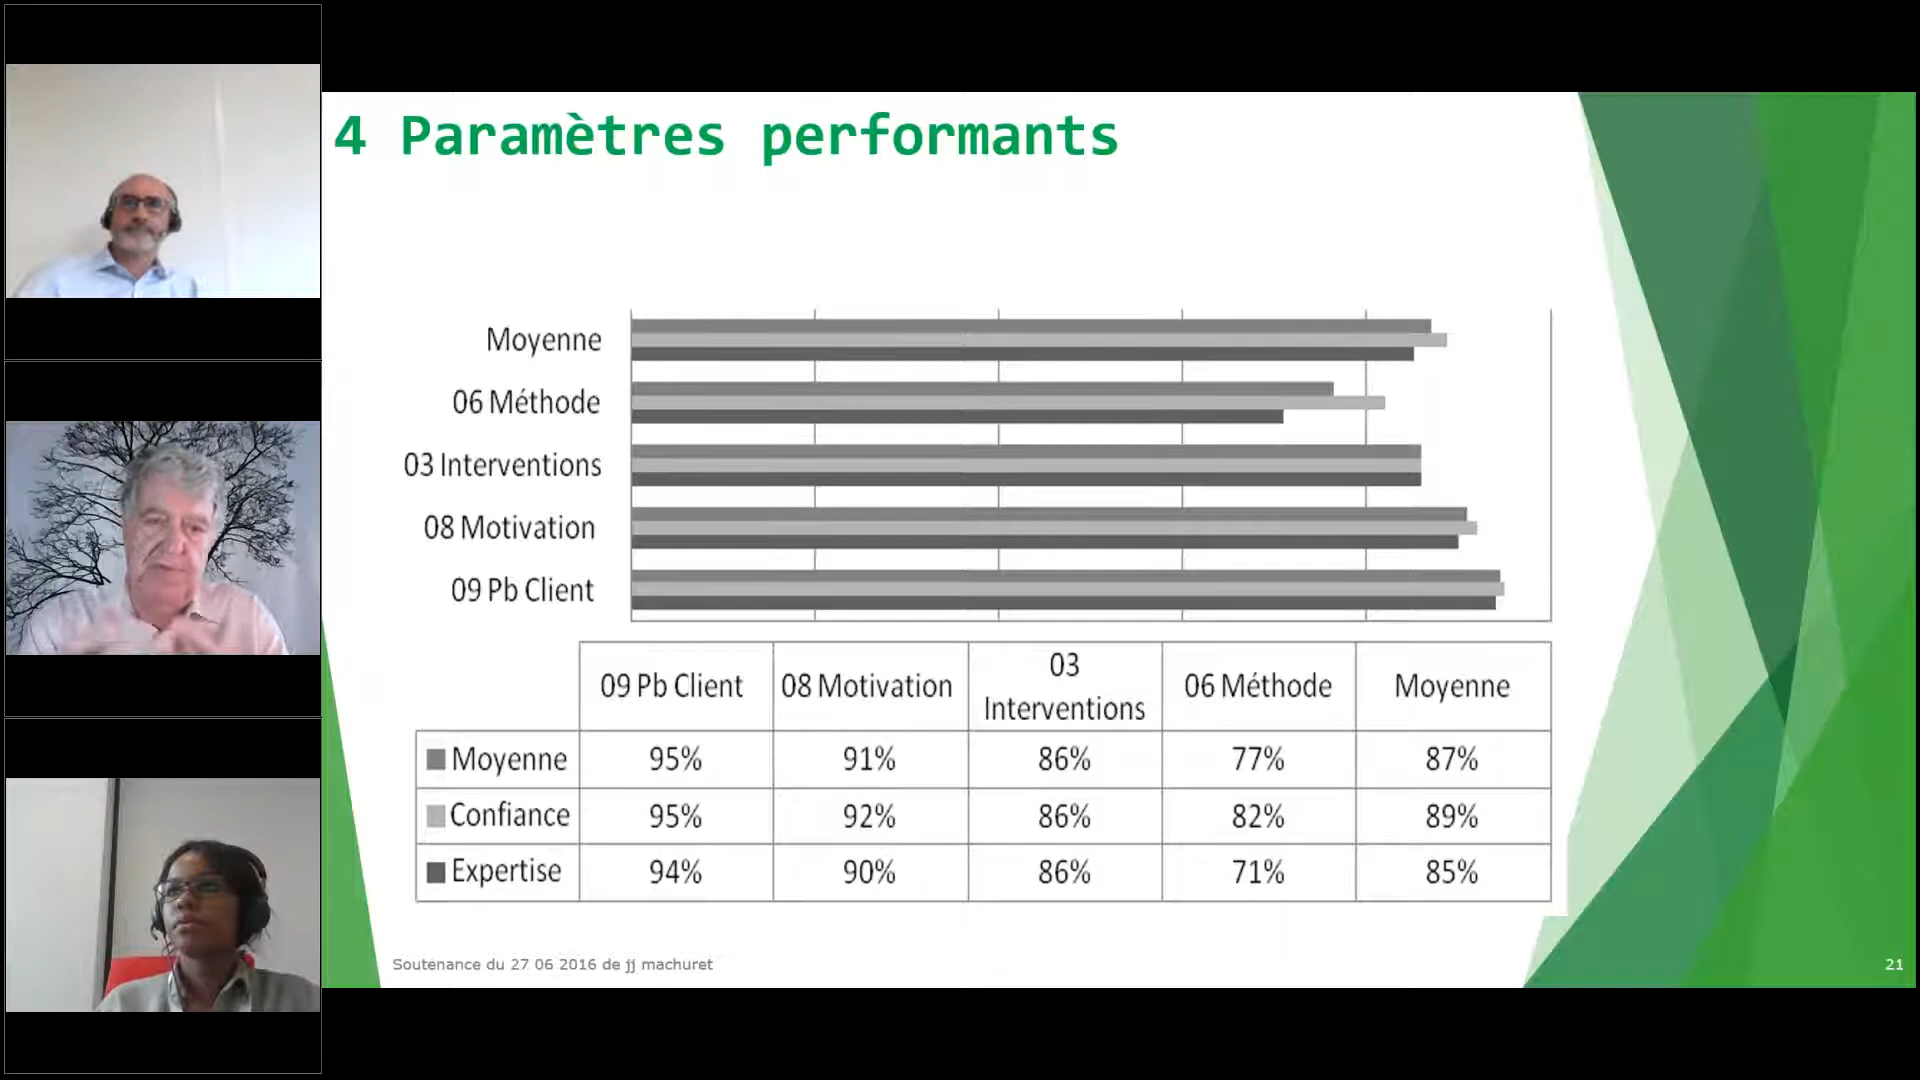 4 Paramètres performants
Moyenne
06 Méthode
03 Interventions
08 Motivation
09 Pb Client
09 Pb Client 08 Motivation 03 Interventions 06 Méthode Moyenne
Moyenne 95% 91% 86% 77% 87%
Confiance 95% 92% 86% 82% 89%
Expertise 94% 90% 86% 71% 85%
Soutenance du 27 06 2016 de jj machuret
21